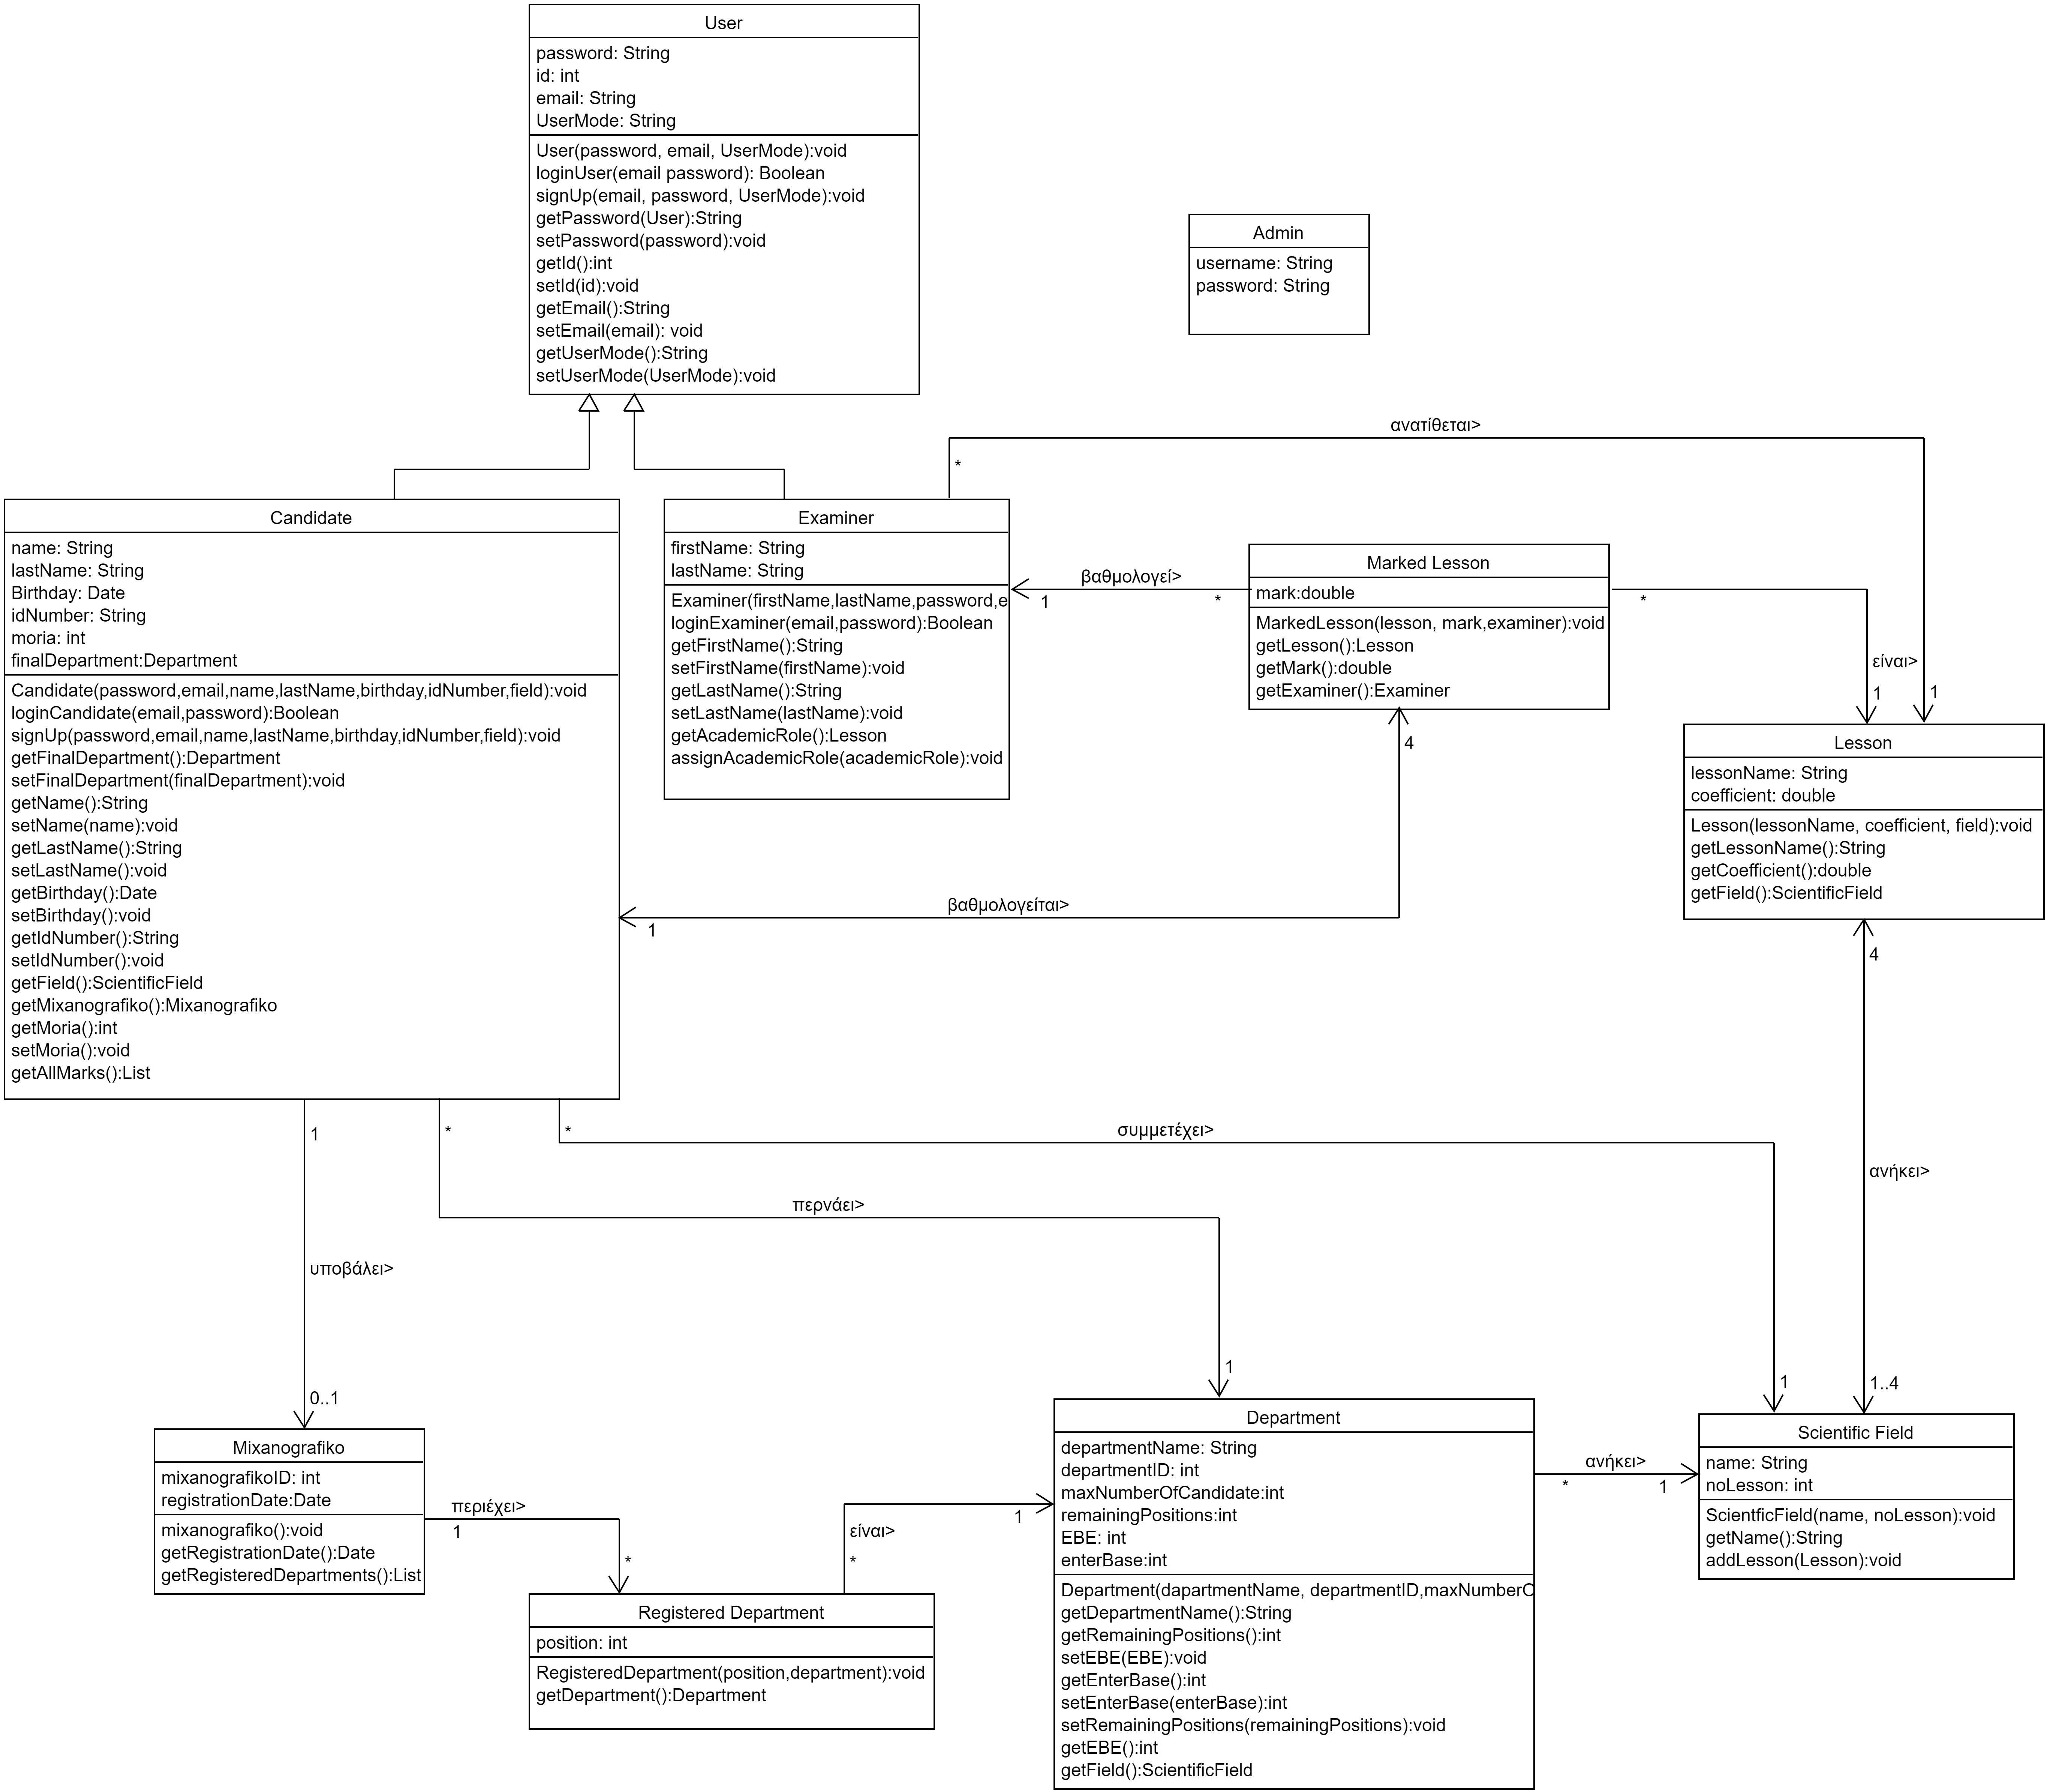 User
password: String
id: int
email: String
UserMode: String
User(password, email, UserMode):void
loginUser(email password): Boolean
signUp(email, password, UserMode):void
getPassword(User):String
setPassword(password):void
getId():int
setId(id):void
getEmail():String
setEmail(email): void
getUserMode():String
setUserMode(UserMode):void
Admin
username: String
password: String
ανατίθεται>
*
1
Candidate
name: String
lastName: String
Birthday: Date
idNumber: String
moria: int
finalDepartment:Department
Candidate(password,email,name,lastName,birthday,idNumber,field):void
loginCandidate(email,password):Boolean
signUp(password,email,name,lastName,birthday,idNumber,field):void
getFinalDepartment():Department
setFinalDepartment(finalDepartment):void
getName():String
setName(name):void
getLastName():String
setLastName():void
getBirthday():Date
setBirthday():void
getIdNumber():String
setIdNumber():void
getField():ScientificField
getMixanografiko():Mixanografiko
getMoria():int
setMoria():void
getAllMarks():List
Examiner
firstName: String
lastName: String
Examiner(firstName,lastName,password,e
loginExaminer(email,password):Boolean
getFirstName():String
setFirstName(firstName):void
getLastName():String
setLastName(lastName):void
getAcademicRole():Lesson
assignAcademicRole(academicRole):void
βαθμολογεί>
1
*
Marked Lesson
mark:double
MarkedLesson(lesson, mark,examiner):void
getLesson():Lesson
getMark():double
getExaminer():Examiner
*
είναι>
1
4
βαθμολογείται>
1
Lesson
lessonName: String
coefficient: double
Lesson(lessonName, coefficient, field):void
getLessonName():String
getCoefficient():double
getField():ScientificField
4
ανήκει>
1..4
1
υποβάλει>
0..1
*
περνάει>
1
*
συμμετέχει>
1
Mixanografiko
mixanografikoID: int
registrationDate:Date
mixanografiko():void
getRegistrationDate():Date
getRegisteredDepartments():List
περιέχει>
1
*
Registered Department
position: int
RegisteredDepartment(position,department):void
getDepartment():Department
είναι>
*
1
Department
departmentName: String
departmentID: int
maxNumberOfCandidate:int
remainingPositions:int
EBE: int
enterBase:int
Department(dapartmentName, departmentID,maxNumberC
getDepartmentName():String
getRemainingPositions():int
setEBE(EBE):void
getEnterBase():int
setEnterBase(enterBase):int
setRemainingPositions(remainingPositions):void
getEBE():int
getField():ScientificField
ανήκει>
*
1
Scientific Field
name: String
noLesson: int
ScientficField(name, noLesson):void
getName():String
addLesson(Lesson):void